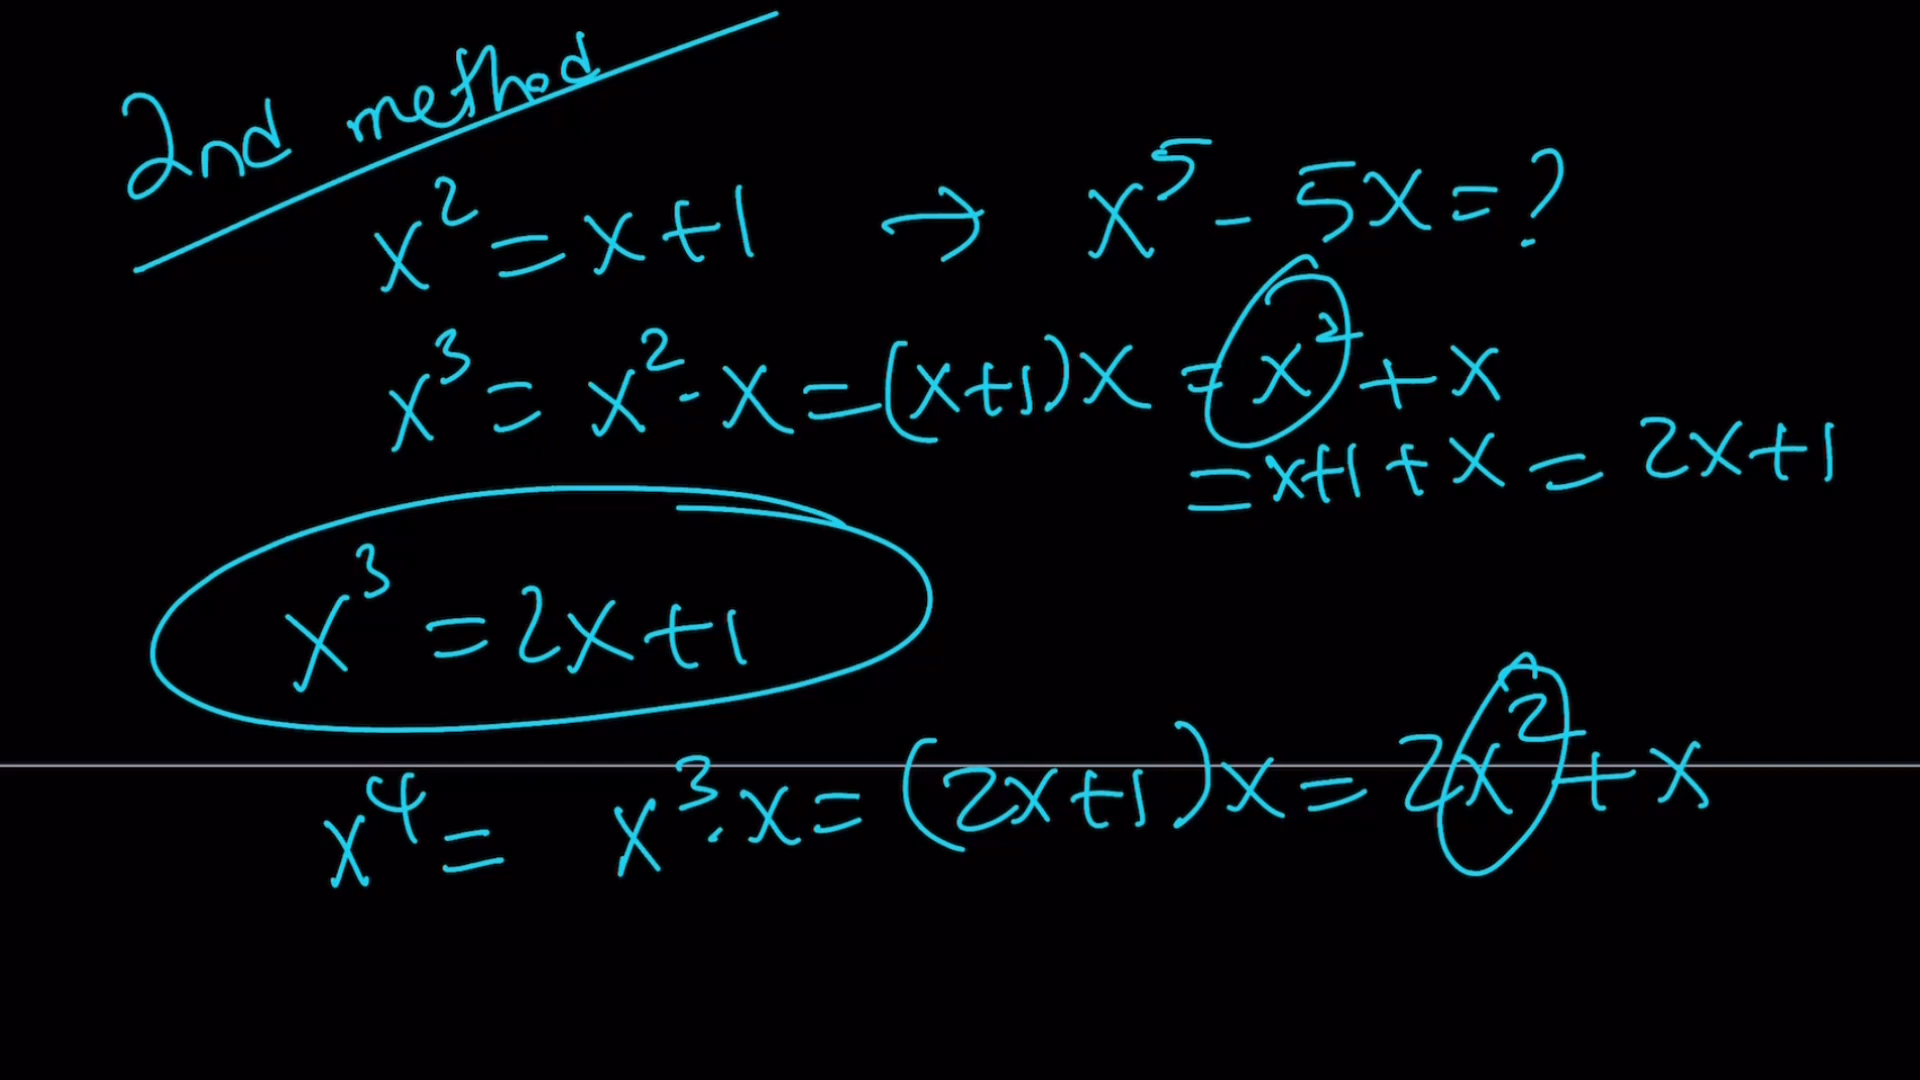 2nd method
x² = x+1 → x⁵ - 5x = ?
x³ = x²·x = (x+1)x = x² + x
= x+1 + x = 2x+1
x³ = 2x+1
x⁴ = x³·x = (2x+1)x = 2x² + x